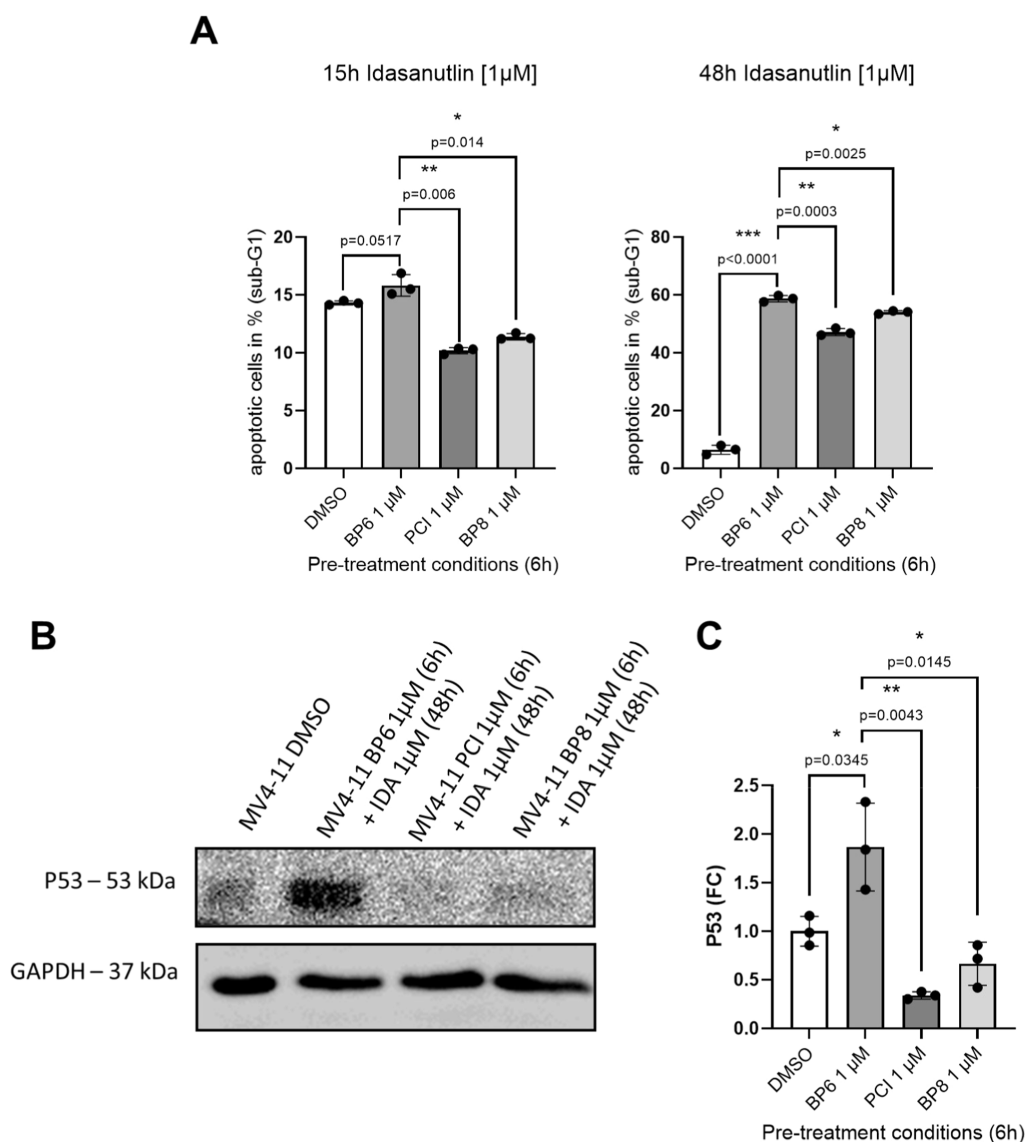 A
15h Idasanutlin [1µM]
*
p=0.014
**
p=0.006
p=0.0517
apoptotic cells in % (sub-G1)
20
15
10
5
0
DMSO
BP6 1 µM
PCI 1 µM
BP8 1 µM
Pre-treatment conditions (6h)
48h Idasanutlin [1µM]
*
p=0.0025
**
p=0.0003
***
p<0.0001
apoptotic cells in % (sub-G1)
80
60
40
20
0
DMSO
BP6 1 µM
PCI 1 µM
BP8 1 µM
Pre-treatment conditions (6h)
B
MV4-11 DMSO
MV4-11 BP6 1µM (6h)
+ IDA 1µM (48h)
MV4-11 PCI 1µM (6h)
+ IDA 1µM (48h)
MV4-11 BP8 1µM (6h)
+ IDA 1µM (48h)
P53 – 53 kDa
GAPDH – 37 kDa
C
*
p=0.0145
**
p=0.0043
*
p=0.0345
P53 (FC)
2.5
2.0
1.5
1.0
0.5
0.0
DMSO
BP6 1 µM
PCI 1 µM
BP8 1 µM
Pre-treatment conditions (6h)